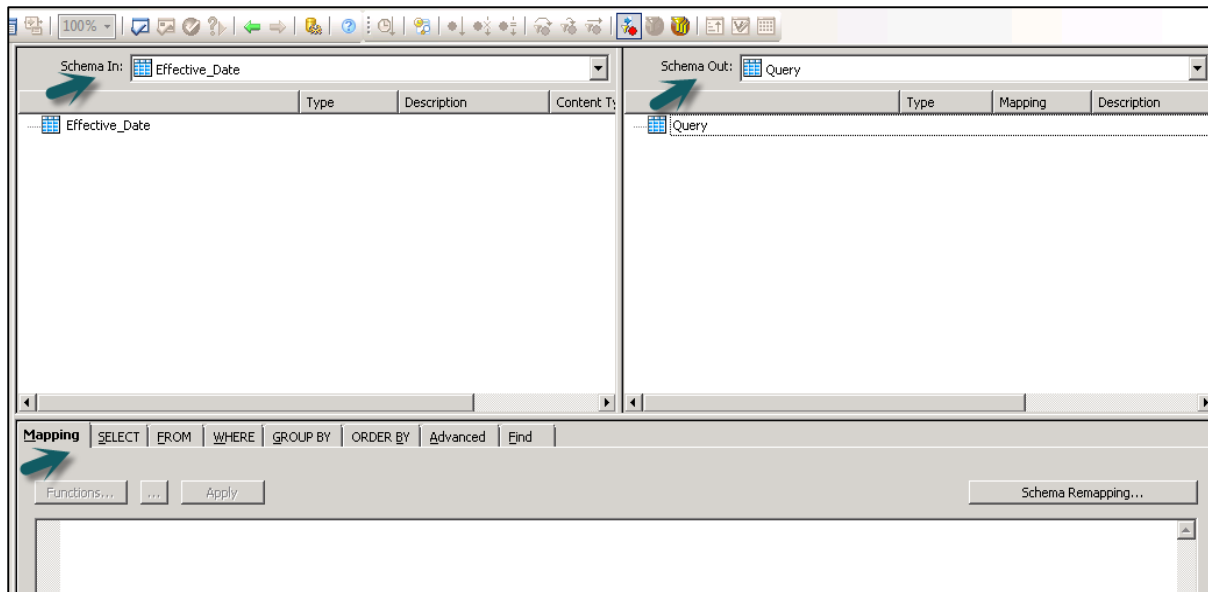 100%
Schema In: Effective_Date
Schema Out: Query
Type Description Content Ty
Type Mapping Description
Effective_Date
Query
Mapping SELECT FROM WHERE GROUP BY ORDER BY Advanced Find
Functions... ... Apply Schema Remapping...